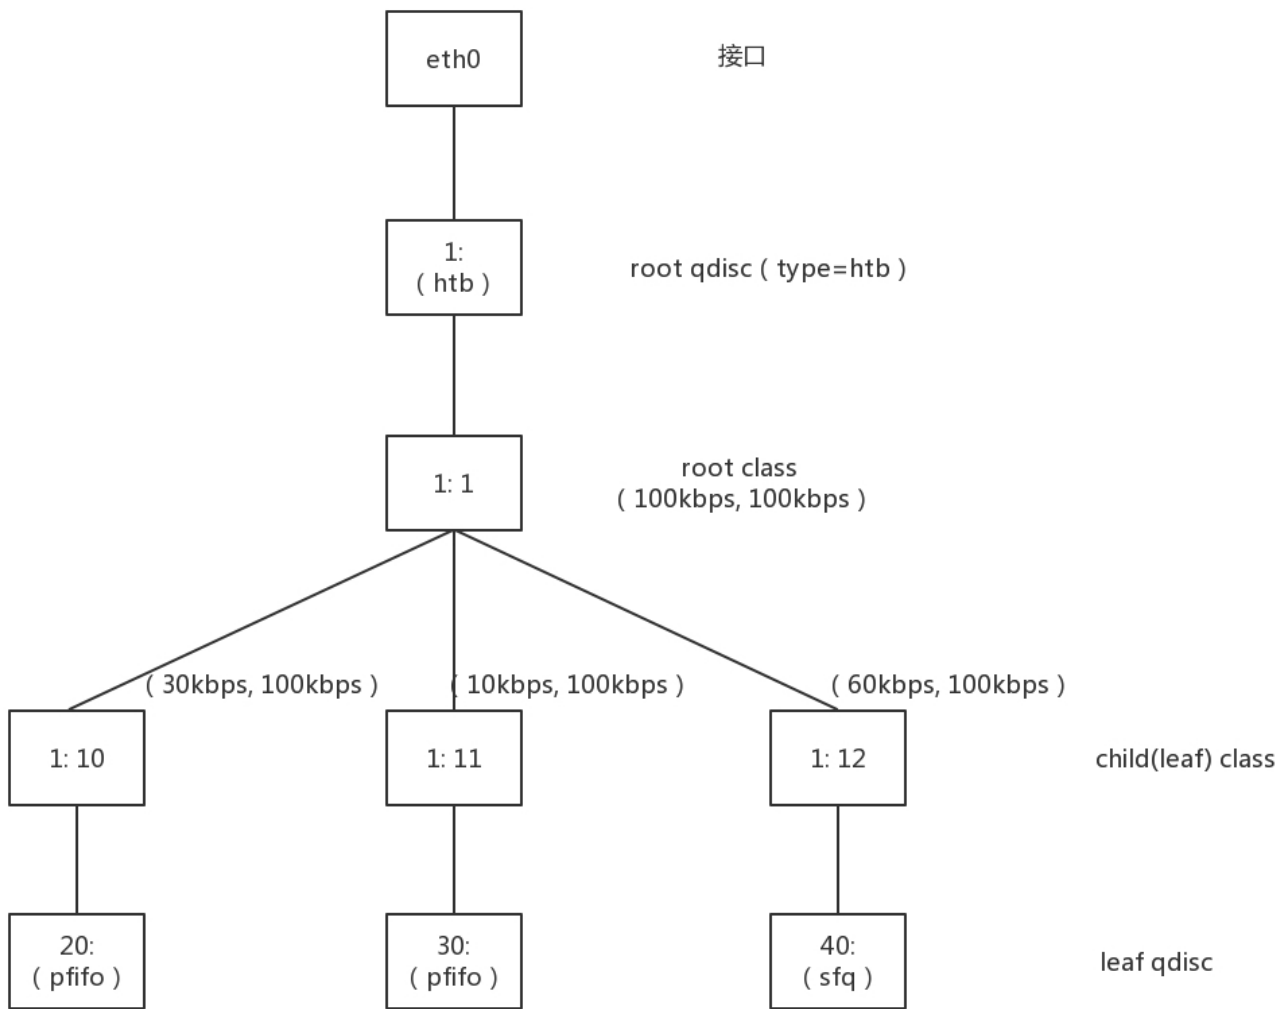 eth0
接口
1:
( htb )
root qdisc ( type=htb )
1: 1
root class
( 100kbps, 100kbps )
( 30kbps, 100kbps )
( 10kbps, 100kbps )
( 60kbps, 100kbps )
1: 10
1: 11
1: 12
child(leaf) class
20:
( pfifo )
30:
( pfifo )
40:
( sfq )
leaf qdisc